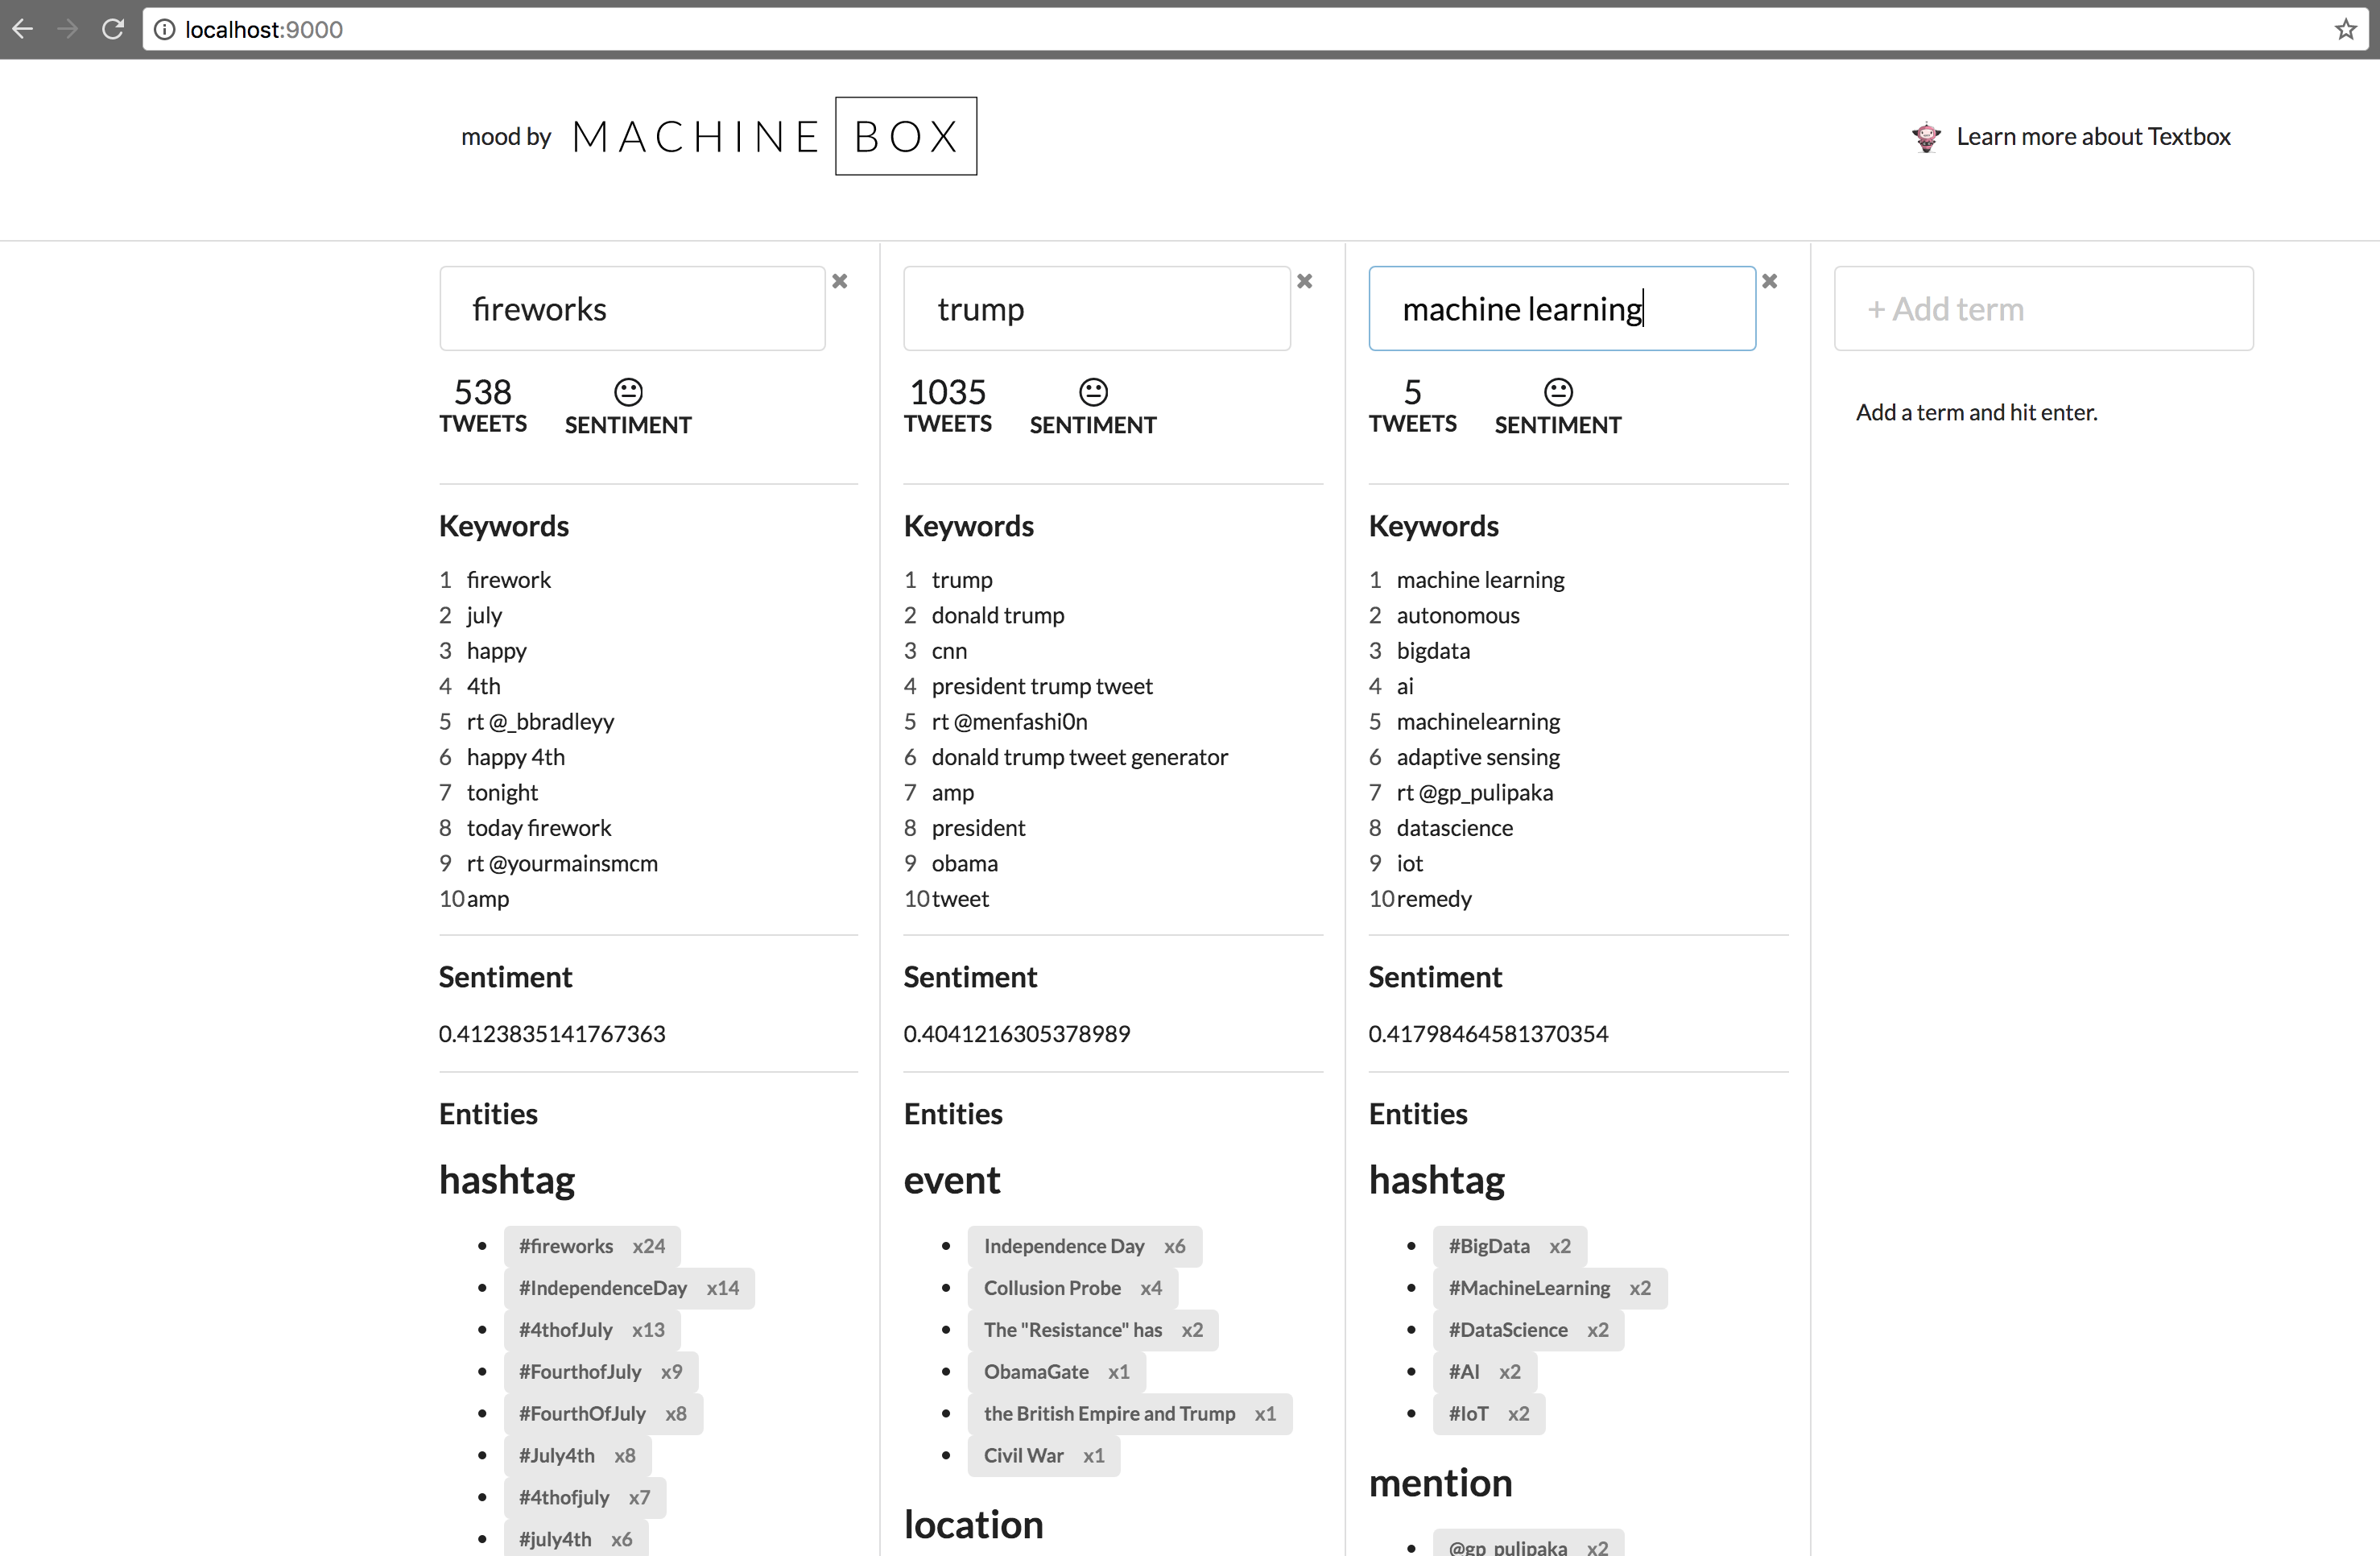 localhost:9000
mood by MACHINE BOX
Learn more about Textbox
fireworks
538
TWEETS
SENTIMENT
Keywords
1 firework
2 july
3 happy
4 4th
5 rt @_bbradleyy
6 happy 4th
7 tonight
8 today firework
9 rt @yourmainsmcm
10 amp
Sentiment
0.4123835141767363
Entities
hashtag
#fireworks x24
#IndependenceDay x14
#4thofJuly x13
#FourthofJuly x9
#FourthOfJuly x8
#July4th x8
#4thofjuly x7
#july4th x6
trump
1035
TWEETS
SENTIMENT
Keywords
1 trump
2 donald trump
3 cnn
4 president trump tweet
5 rt @menfashi0n
6 donald trump tweet generator
7 amp
8 president
9 obama
10 tweet
Sentiment
0.4041216305378989
Entities
event
Independence Day x6
Collusion Probe x4
The "Resistance" has x2
ObamaGate x1
the British Empire and Trump x1
Civil War x1
location
machine learning
5
TWEETS
SENTIMENT
Keywords
1 machine learning
2 autonomous
3 bigdata
4 ai
5 machinelearning
6 adaptive sensing
7 rt @gp_pulipaka
8 datascience
9 iot
10 remedy
Sentiment
0.41798464581370354
Entities
hashtag
#BigData x2
#MachineLearning x2
#DataScience x2
#AI x2
#IoT x2
mention
@gp_pulipaka x2
+ Add term
Add a term and hit enter.